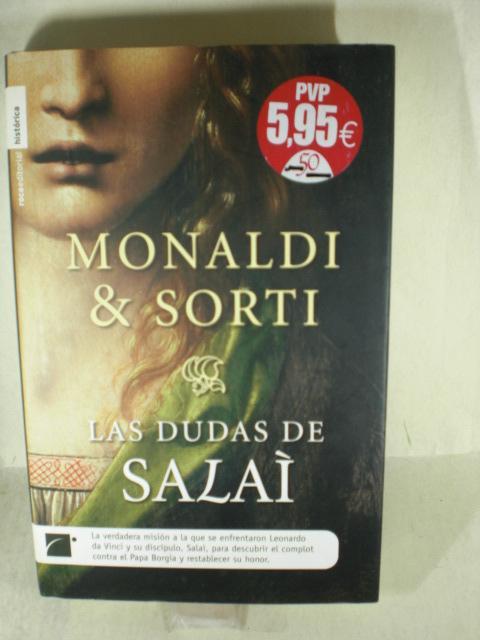 rocaeditorial histórica
PVP
5,95€
50
MONALDI
& SORTI
LAS DUDAS DE
SALAÌ
La verdadera misión a la que se enfrentaron Leonardo
da Vinci y su discípulo, Salaì, para descubrir el complot
contra el Papa Borgia y restablecer su honor.